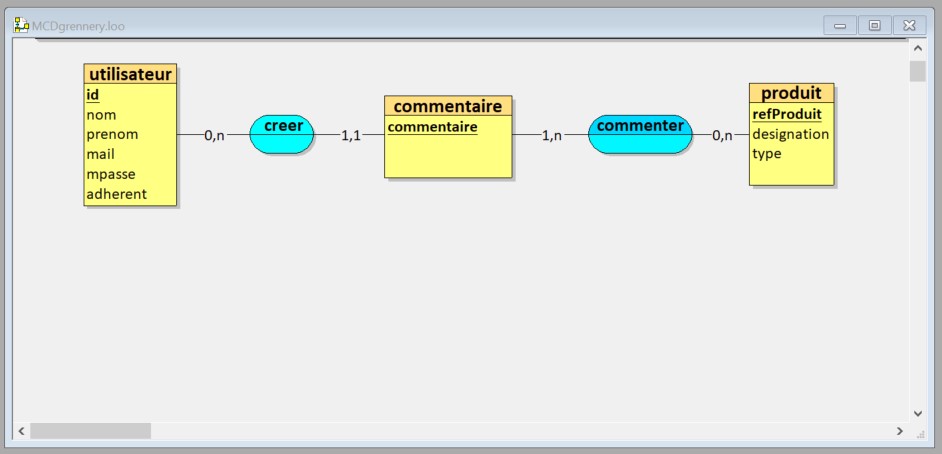 MCDgrennery.loo
utilisateur
id
nom
prenom
mail
mpasse
adherent
0,n
creer
1,1
commentaire
commentaire
1,n
commenter
0,n
produit
refProduit
designation
type